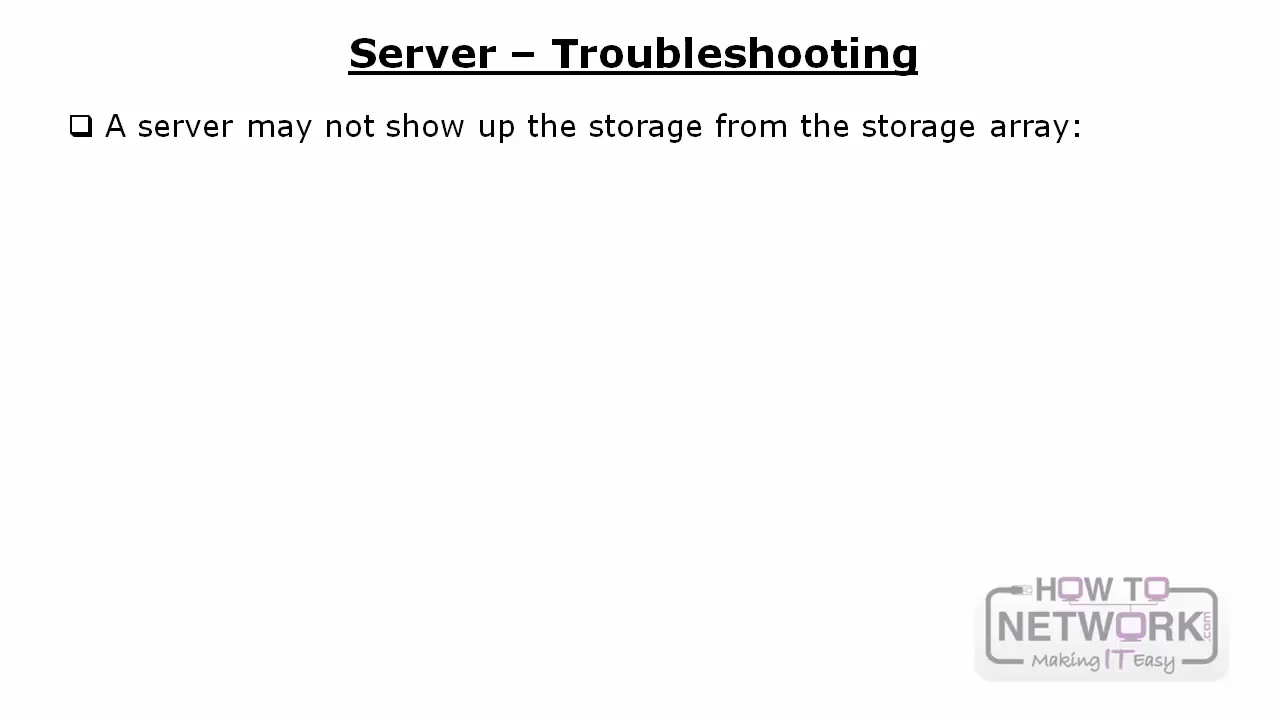 Server – Troubleshooting
❑ A server may not show up the storage from the storage array:
HOW TO
NETWORK.com
Making IT Easy